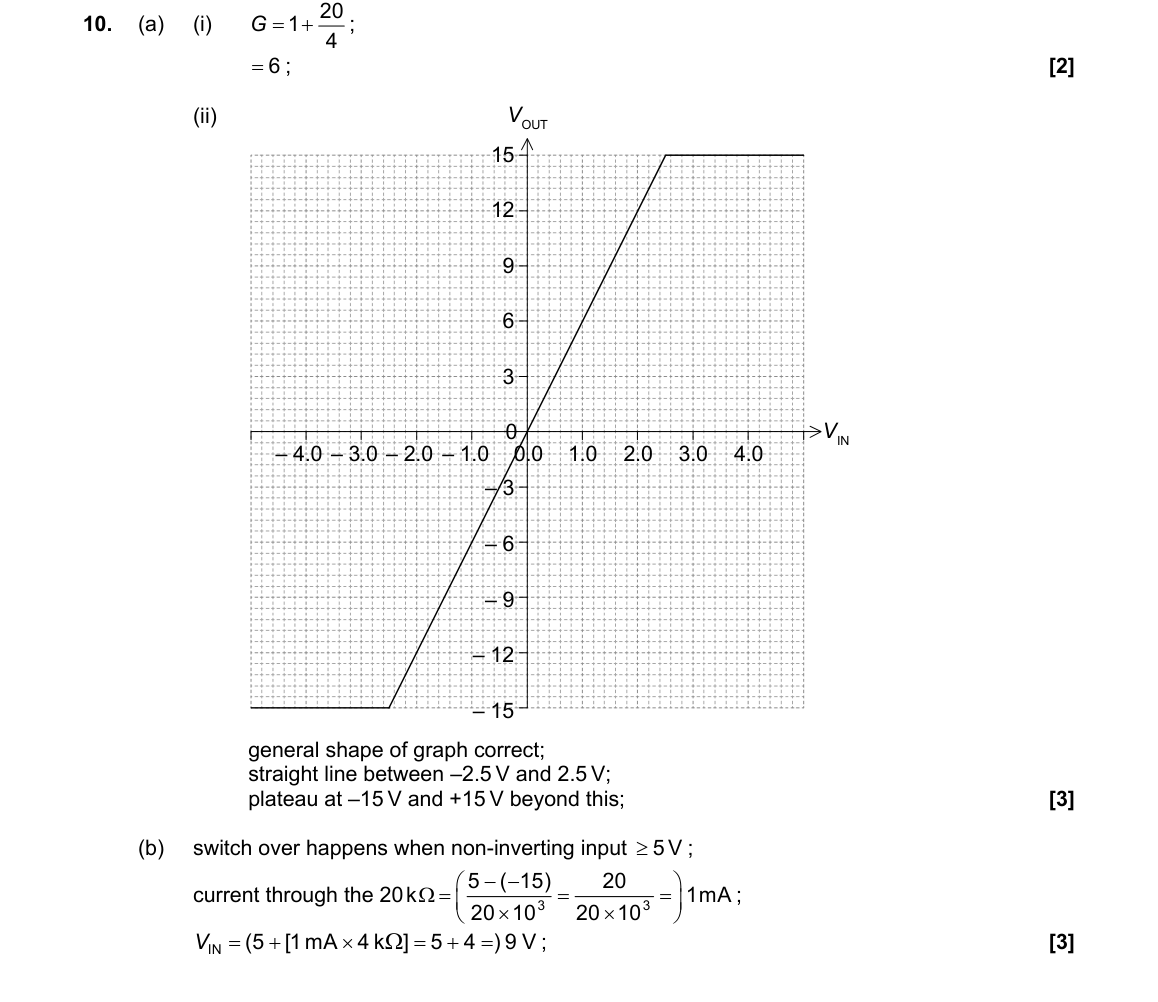 10. (a) (i) G = 1 + 20/4 ;
= 6 ; [2]
(ii) V_OUT
15
12
9
6
3
0
V_IN
– 4.0 – 3.0 – 2.0 – 1.0 0.0 1.0 2.0 3.0 4.0
– 3
– 6
– 9
– 12
– 15
general shape of graph correct;
straight line between –2.5 V and 2.5 V;
plateau at –15 V and +15 V beyond this; [3]
(b) switch over happens when non-inverting input ≥ 5 V ;
current through the 20 kΩ = ( 5 – (–15) / 20 × 10³ = 20 / 20 × 10³ = ) 1 mA ;
V_IN = (5 + [1 mA × 4 kΩ] = 5 + 4 =) 9 V ; [3]